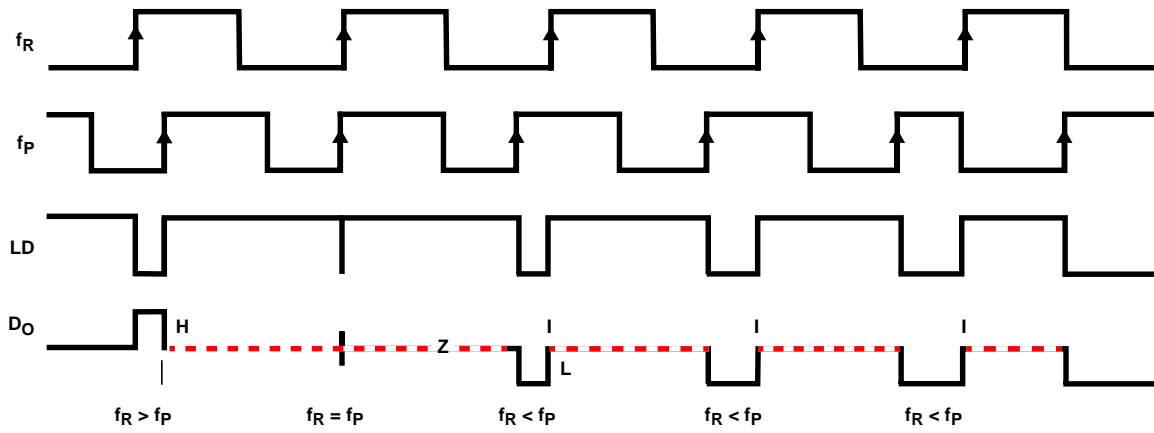 fR
fP
LD
DO
H
Z
I
L
I
I
fR > fP
fR = fP
fR < fP
fR < fP
fR < fP